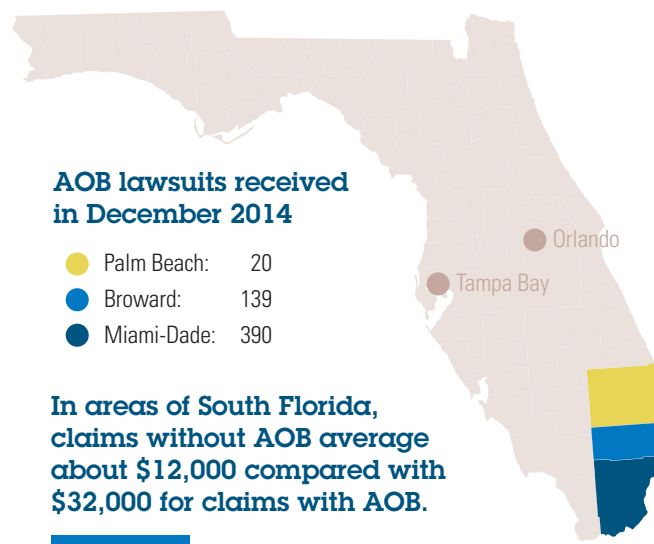 AOB lawsuits received
in December 2014
Palm Beach: 20
Broward: 139
Miami-Dade: 390
Orlando
Tampa Bay
In areas of South Florida,
claims without AOB average
about $12,000 compared with
$32,000 for claims with AOB.